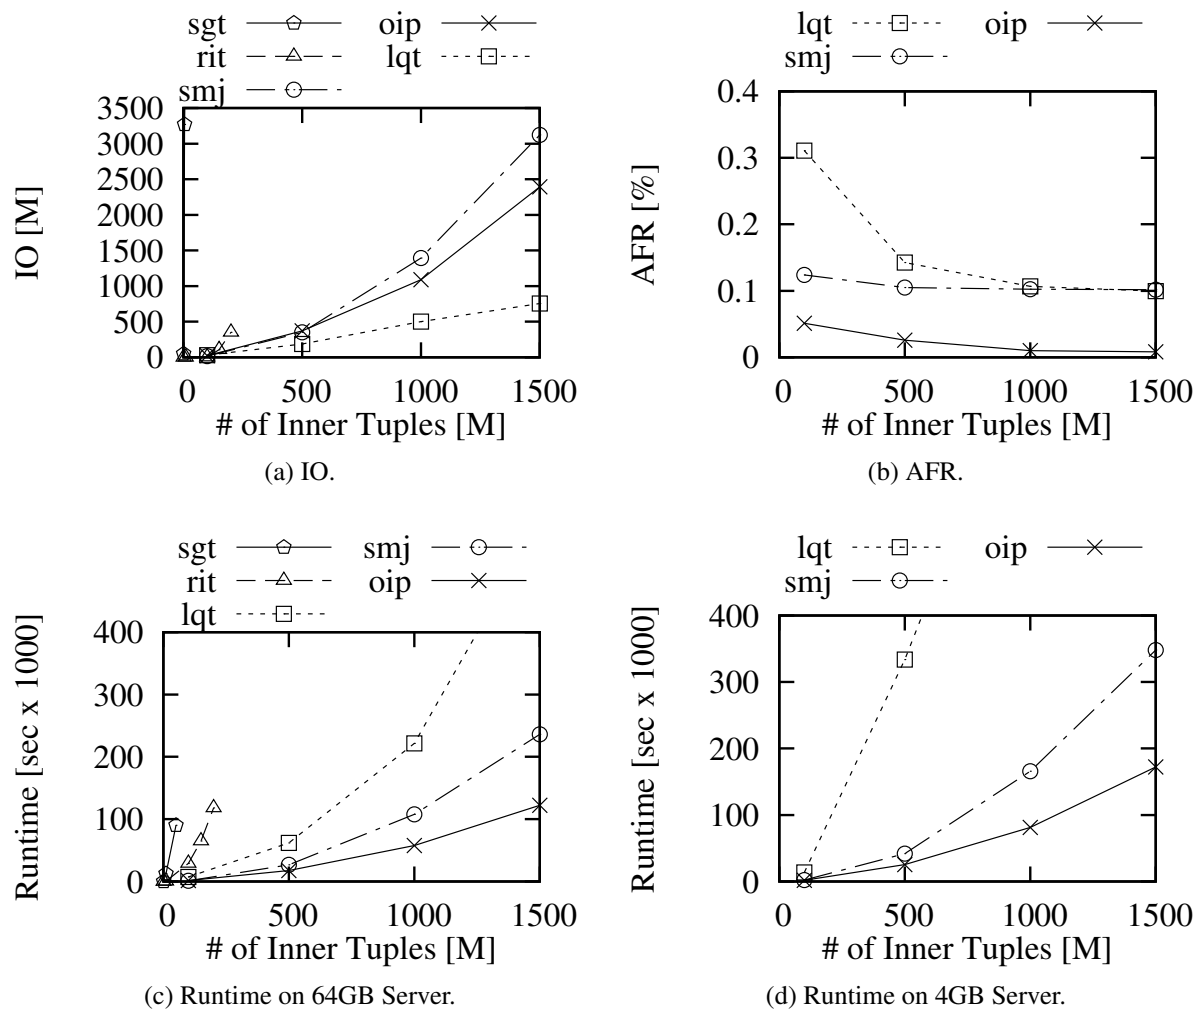 sgt oip
rit lqt
smj
3500
3000
2500
2000
1500
1000
500
0
IO [M]
0 500 1000 1500
# of Inner Tuples [M]
(a) IO.
lqt oip
smj
0.4
0.3
0.2
0.1
0
AFR [%]
0 500 1000 1500
# of Inner Tuples [M]
(b) AFR.
sgt smj
rit oip
lqt
400
300
200
100
0
Runtime [sec x 1000]
0 500 1000 1500
# of Inner Tuples [M]
(c) Runtime on 64GB Server.
lqt oip
smj
400
300
200
100
0
Runtime [sec x 1000]
0 500 1000 1500
# of Inner Tuples [M]
(d) Runtime on 4GB Server.